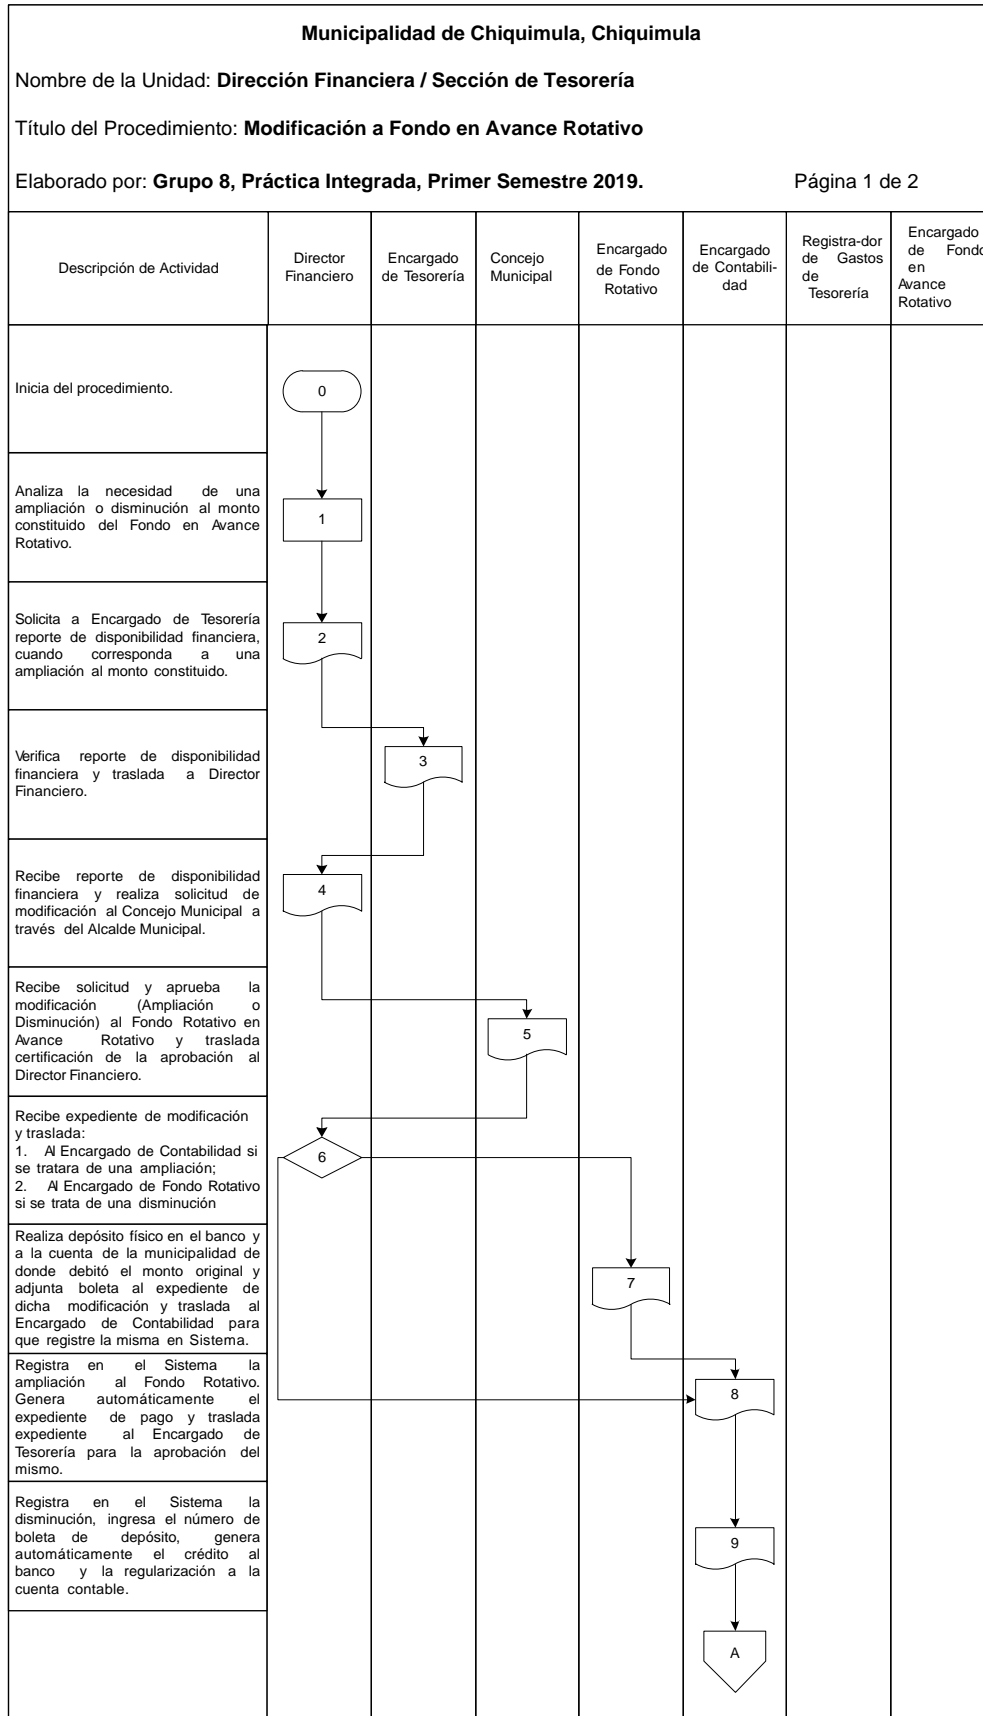 Municipalidad de Chiquimula, Chiquimula
Nombre de la Unidad: Dirección Financiera / Sección de Tesorería
Título del Procedimiento: Modificación a Fondo en Avance Rotativo
Elaborado por: Grupo 8, Práctica Integrada, Primer Semestre 2019.
Página 1 de 2
Descripción de Actividad
Director
Financiero
Encargado
de Tesorería
Concejo
Municipal
Encargado
de Fondo
Rotativo
Encargado
de Contabili-
dad
Registra-dor
de Gastos
de
Tesorería
Encargado
de Fondo
en
Avance
Rotativo
Inicia del procedimiento.
0
Analiza la necesidad de una
ampliación o disminución al monto
constituido del Fondo en Avance
Rotativo.
1
Solicita a Encargado de Tesorería
reporte de disponibilidad financiera,
cuando corresponda a una
ampliación al monto constituido.
2
Verifica reporte de disponibilidad
financiera y traslada a Director
Financiero.
3
Recibe reporte de disponibilidad
financiera y realiza solicitud de
modificación al Concejo Municipal a
través del Alcalde Municipal.
4
Recibe solicitud y aprueba la
modificación (Ampliación o
Disminución) al Fondo Rotativo en
Avance Rotativo y traslada
certificación de la aprobación al
Director Financiero.
5
Recibe expediente de modificación
y traslada:
1. Al Encargado de Contabilidad si
se tratara de una ampliación;
2. Al Encargado de Fondo Rotativo
si se trata de una disminución
6
Realiza depósito físico en el banco y
a la cuenta de la municipalidad de
donde debitó el monto original y
adjunta boleta al expediente de
dicha modificación y traslada al
Encargado de Contabilidad para
que registre la misma en Sistema.
7
Registra en el Sistema la
ampliación al Fondo Rotativo.
Genera automáticamente el
expediente de pago y traslada
expediente al Encargado de
Tesorería para la aprobación del
mismo.
8
Registra en el Sistema la
disminución, ingresa el número de
boleta de depósito, genera
automáticamente el crédito al
banco y la regularización a la
cuenta contable.
9
A